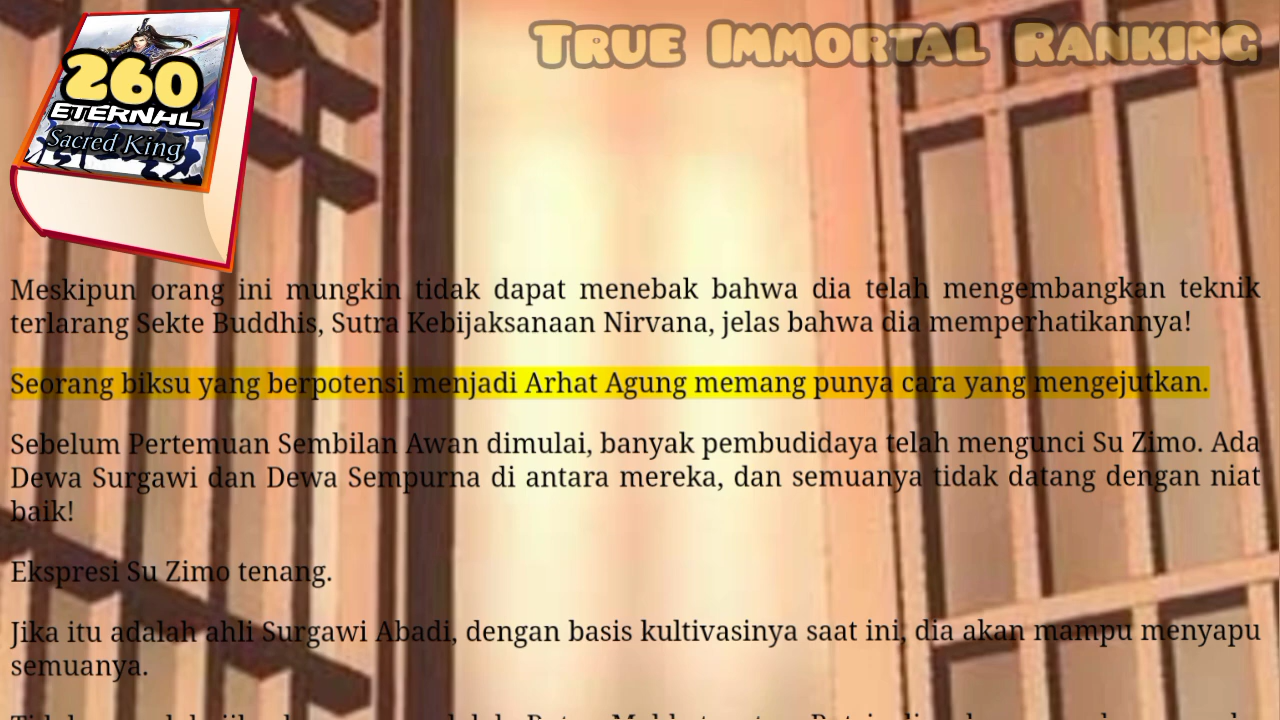 TRUE IMMORTAL RANKING
260
ETERNAL
Sacred King
Meskipun orang ini mungkin tidak dapat menebak bahwa dia telah mengembangkan teknik
terlarang Sekte Buddhis, Sutra Kebijaksanaan Nirvana, jelas bahwa dia memperhatikannya!
Seorang biksu yang berpotensi menjadi Arhat Agung memang punya cara yang mengejutkan.
Sebelum Pertemuan Sembilan Awan dimulai, banyak pembudidaya telah mengunci Su Zimo. Ada
Dewa Surgawi dan Dewa Sempurna di antara mereka, dan semuanya tidak datang dengan niat
baik!
Ekspresi Su Zimo tenang.
Jika itu adalah ahli Surgawi Abadi, dengan basis kultivasinya saat ini, dia akan mampu menyapu
semuanya.